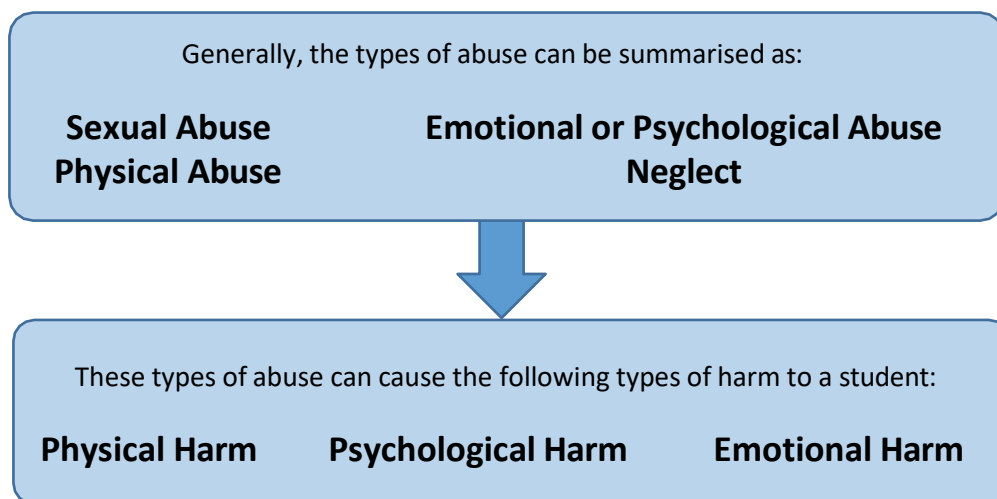 Generally, the types of abuse can be summarised as:
Sexual Abuse Emotional or Psychological Abuse
Physical Abuse Neglect
These types of abuse can cause the following types of harm to a student:
Physical Harm Psychological Harm Emotional Harm